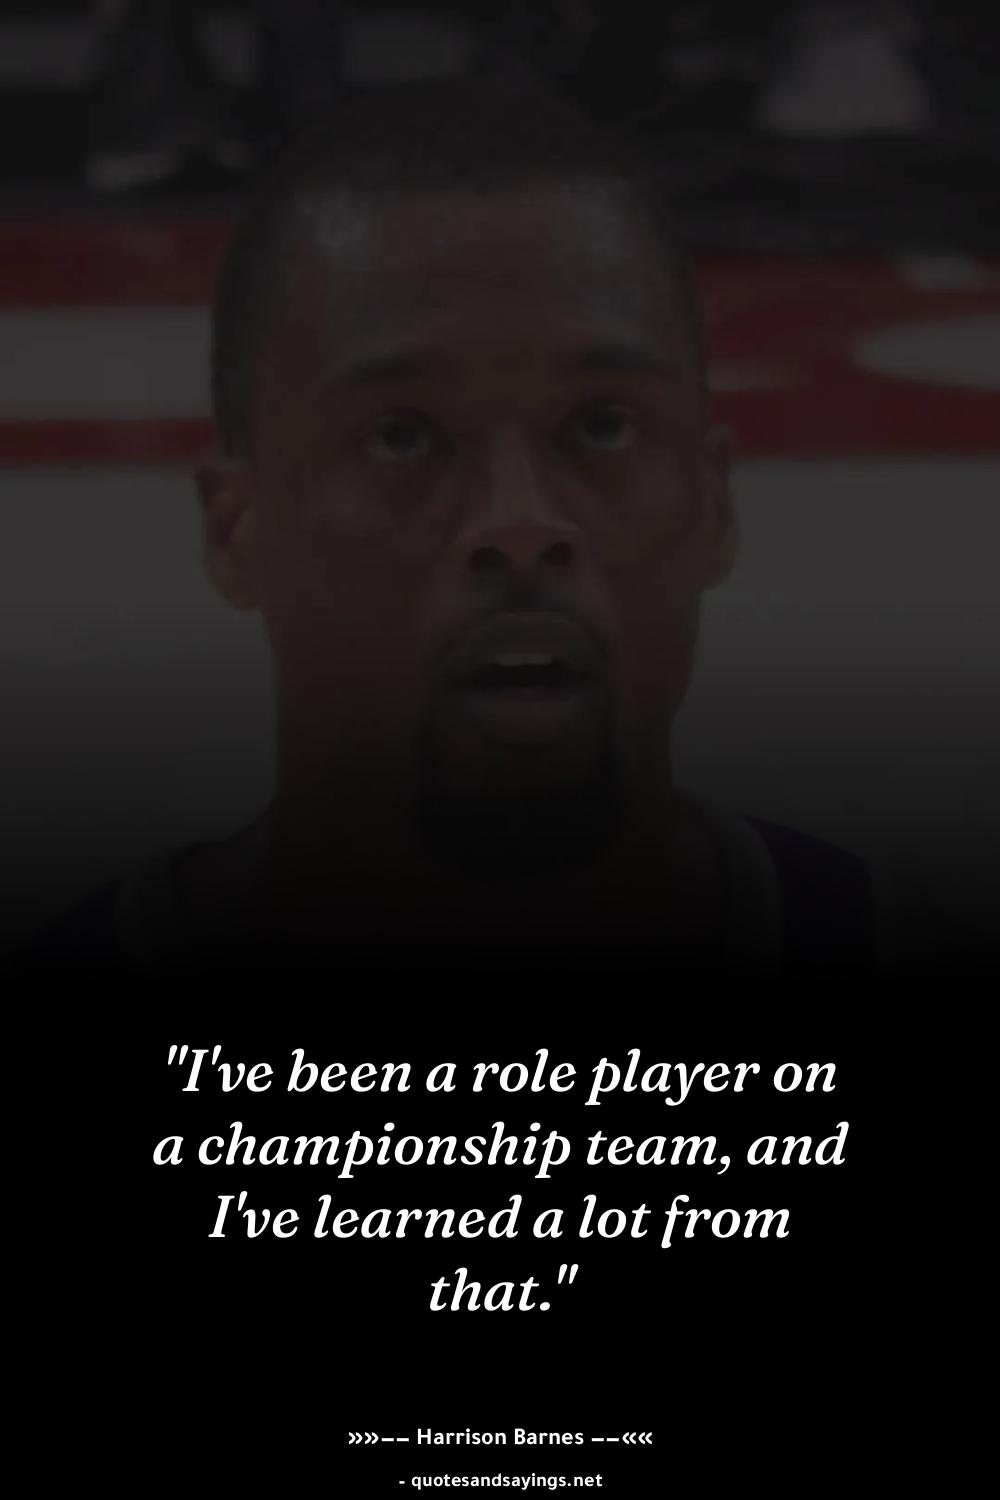 "I've been a role player on
a championship team, and
I've learned a lot from
that."
»»−− Harrison Barnes −−««
- quotesandsayings.net